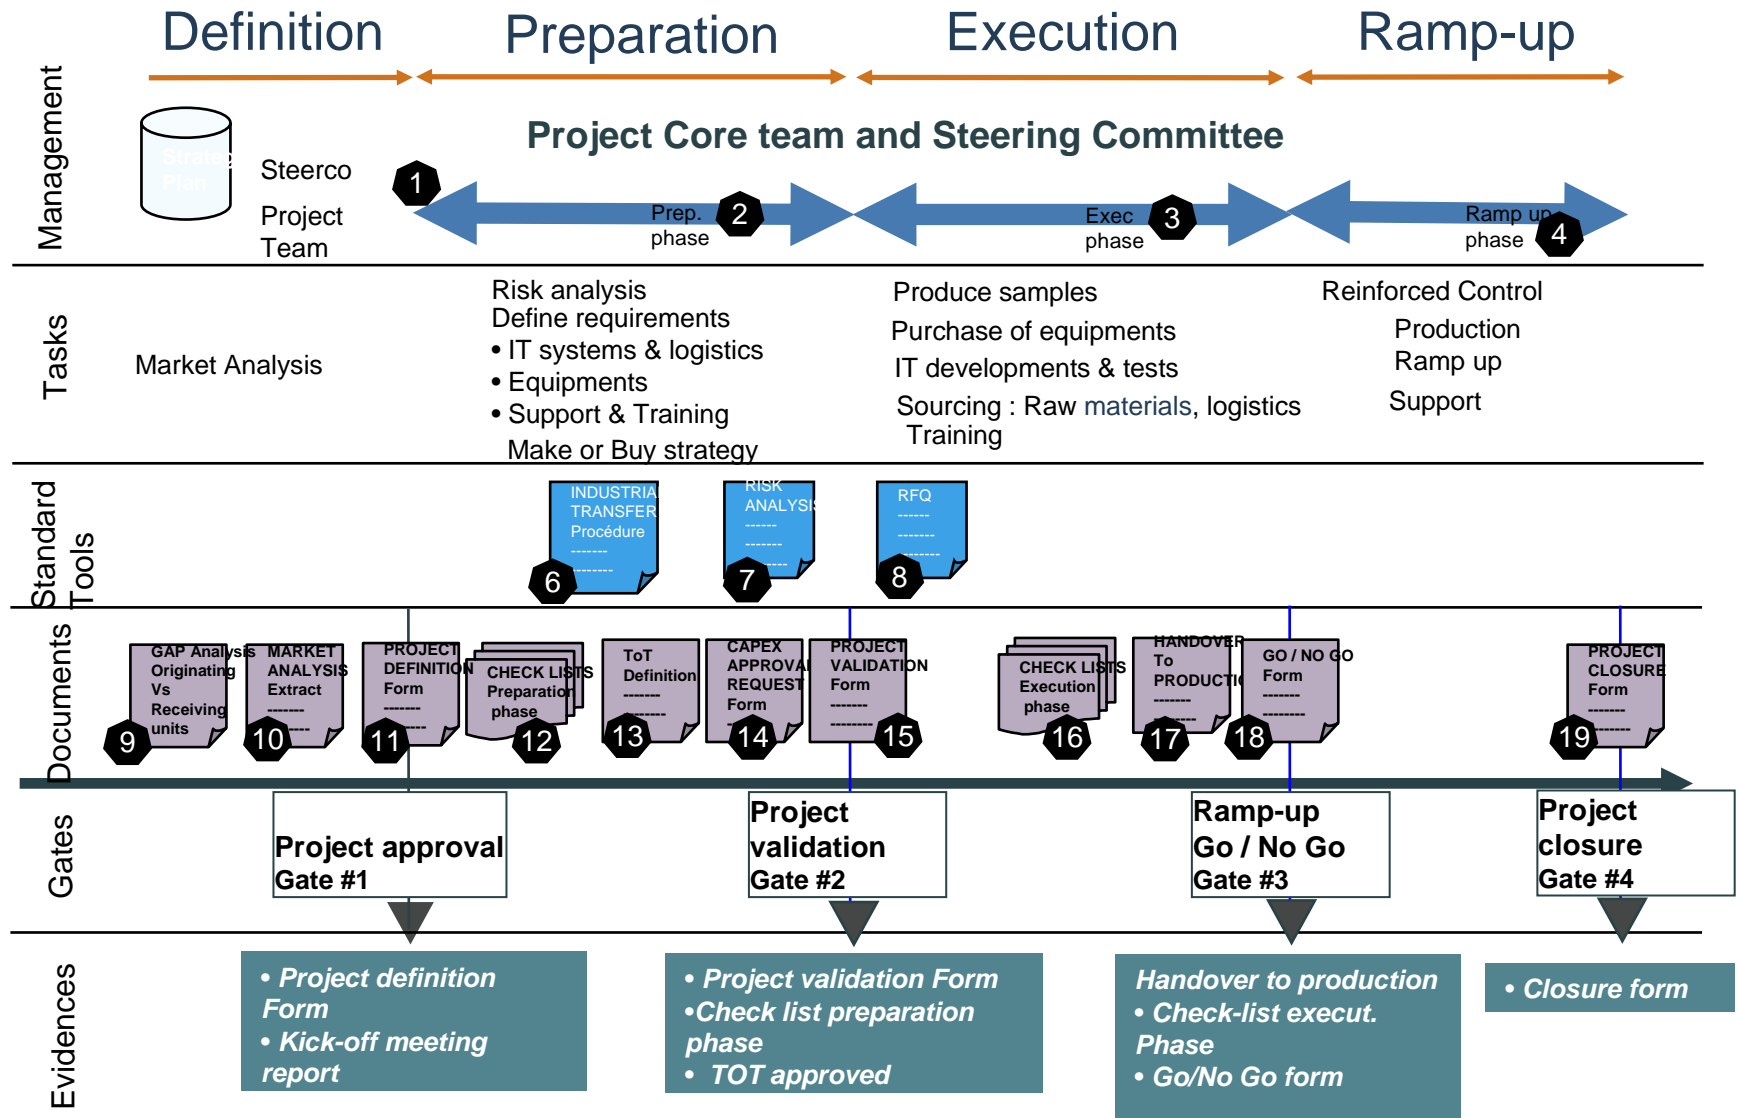 Definition
Preparation
Execution
Ramp-up
Management
Project Core team and Steering Committee
Strateg
Plan
Steerco
Project
Team
1
Prep.
phase
2
Exec
phase
3
Ramp up
phase
4
Tasks
Market Analysis
Risk analysis
Define requirements
• IT systems & logistics
• Equipments
• Support & Training
Make or Buy strategy
Produce samples
Purchase of equipments
IT developments & tests
Sourcing : Raw materials, logistics
Training
Reinforced Control
Production
Ramp up
Support
Standard
Tools
INDUSTRIAL
TRANSFER
Procédure
-------
--------
6
RISK
ANALYSIS
------
-------
--------
7
RFQ
------
-------
--------
8
Documents
GAP Analysis
Originating
Vs
Receiving
units
9
MARKET
ANALYSIS
Extract
-------
--------
10
PROJECT
DEFINITION
Form
-------
--------
11
CHECK LISTS
Preparation
phase
12
ToT
Definition
-------
--------
13
CAPEX
APPROVAL
REQUEST
Form
14
PROJECT
VALIDATION
Form
-------
--------
15
CHECK LISTS
Execution
phase
16
HANDOVER
To
PRODUCTIO
-------
--------
17
GO / NO GO
Form
-------
--------
18
PROJECT
CLOSURE
Form
-------
--------
19
Gates
Project approval
Gate #1
Project
validation
Gate #2
Ramp-up
Go / No Go
Gate #3
Project
closure
Gate #4
Evidences
• Project definition
Form
• Kick-off meeting
report
• Project validation Form
•Check list preparation
phase
• TOT approved
Handover to production
• Check-list execut.
Phase
• Go/No Go form
• Closure form